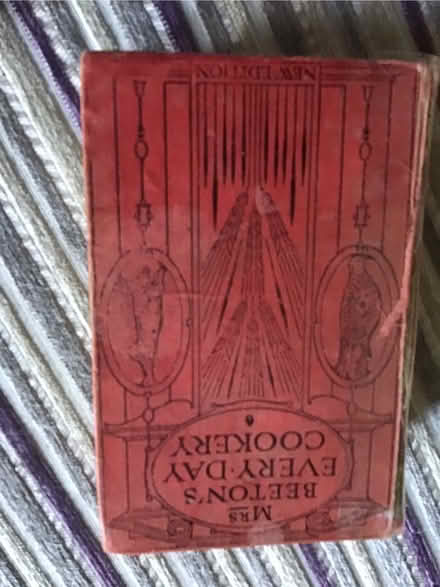 MRS
BEETON'S
EVERY·DAY
COOKERY
NEW EDITION